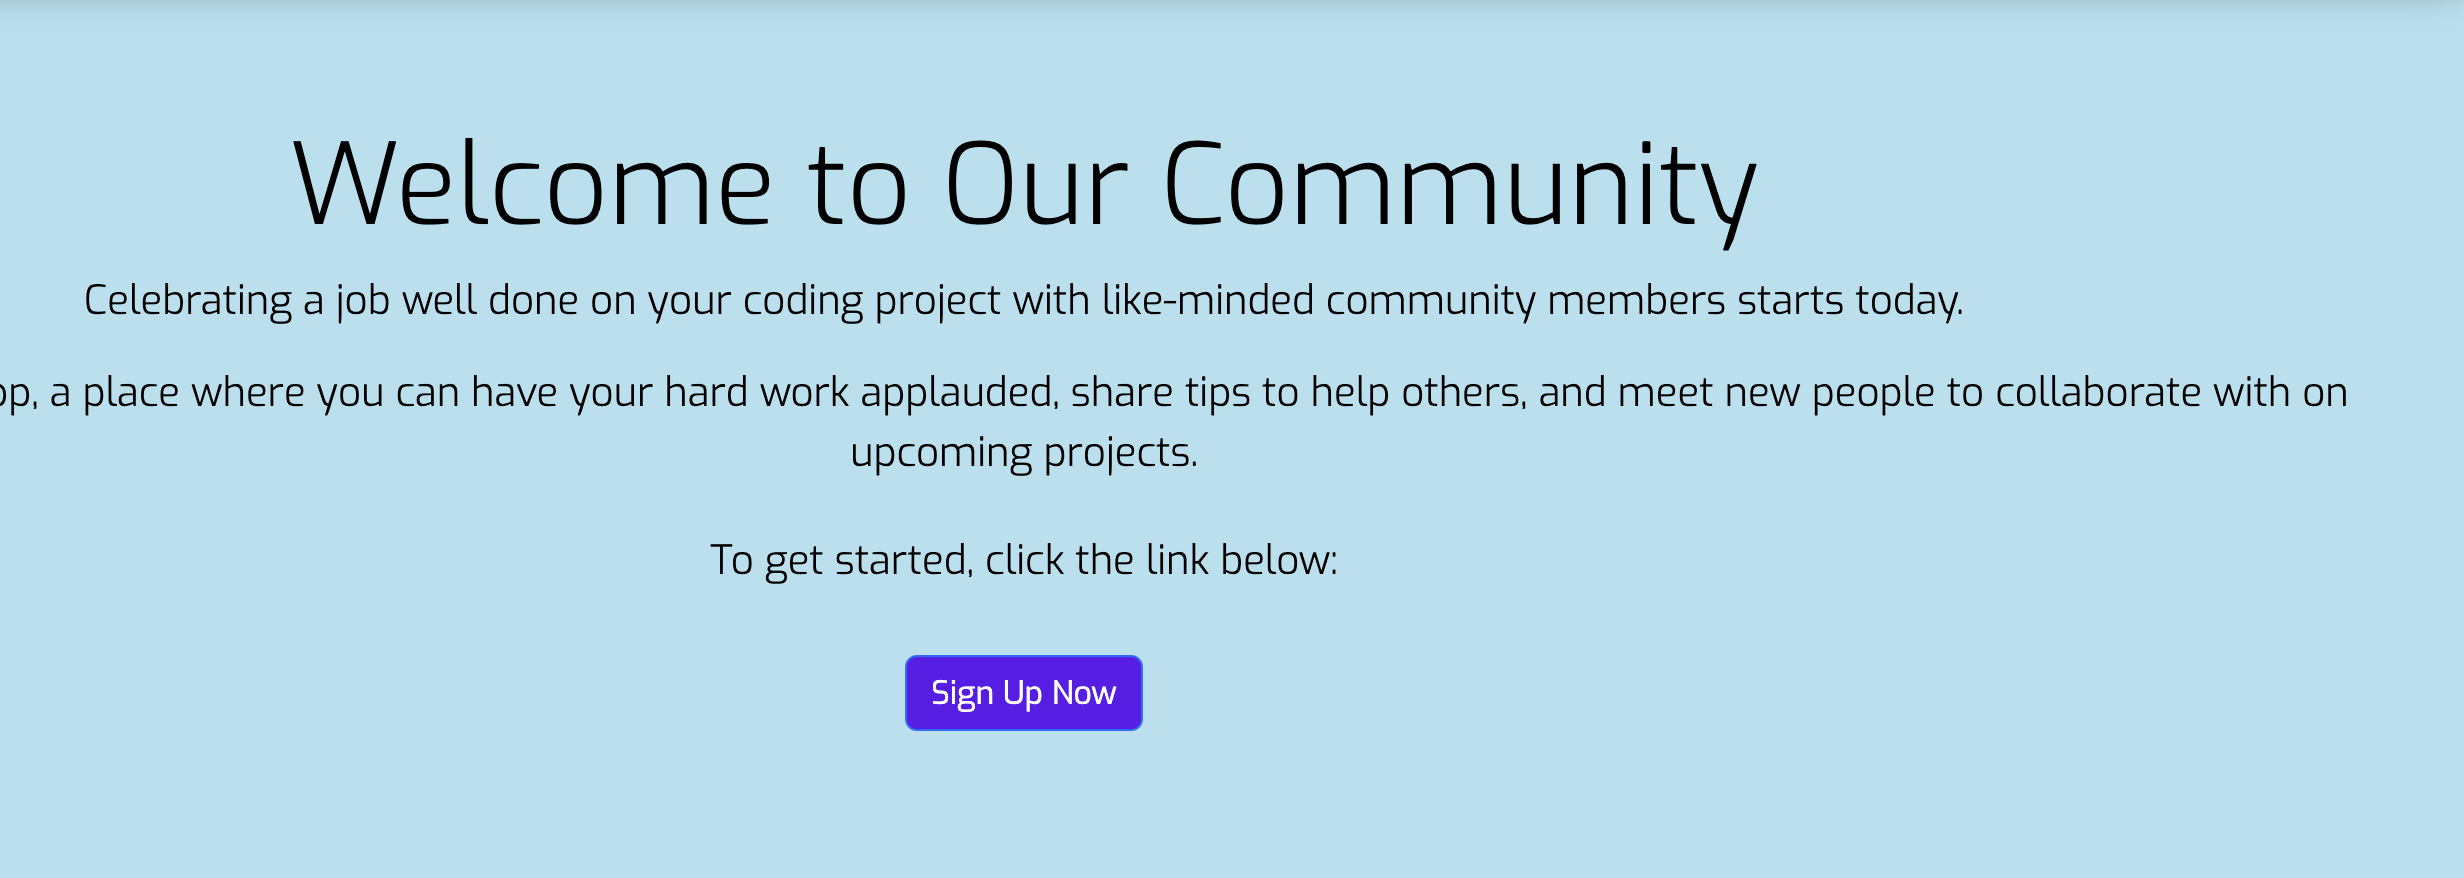 Welcome to Our Community
Celebrating a job well done on your coding project with like-minded community members starts today.
a place where you can have your hard work applauded, share tips to help others, and meet new people to collaborate with on
upcoming projects.
To get started, click the link below:
Sign Up Now